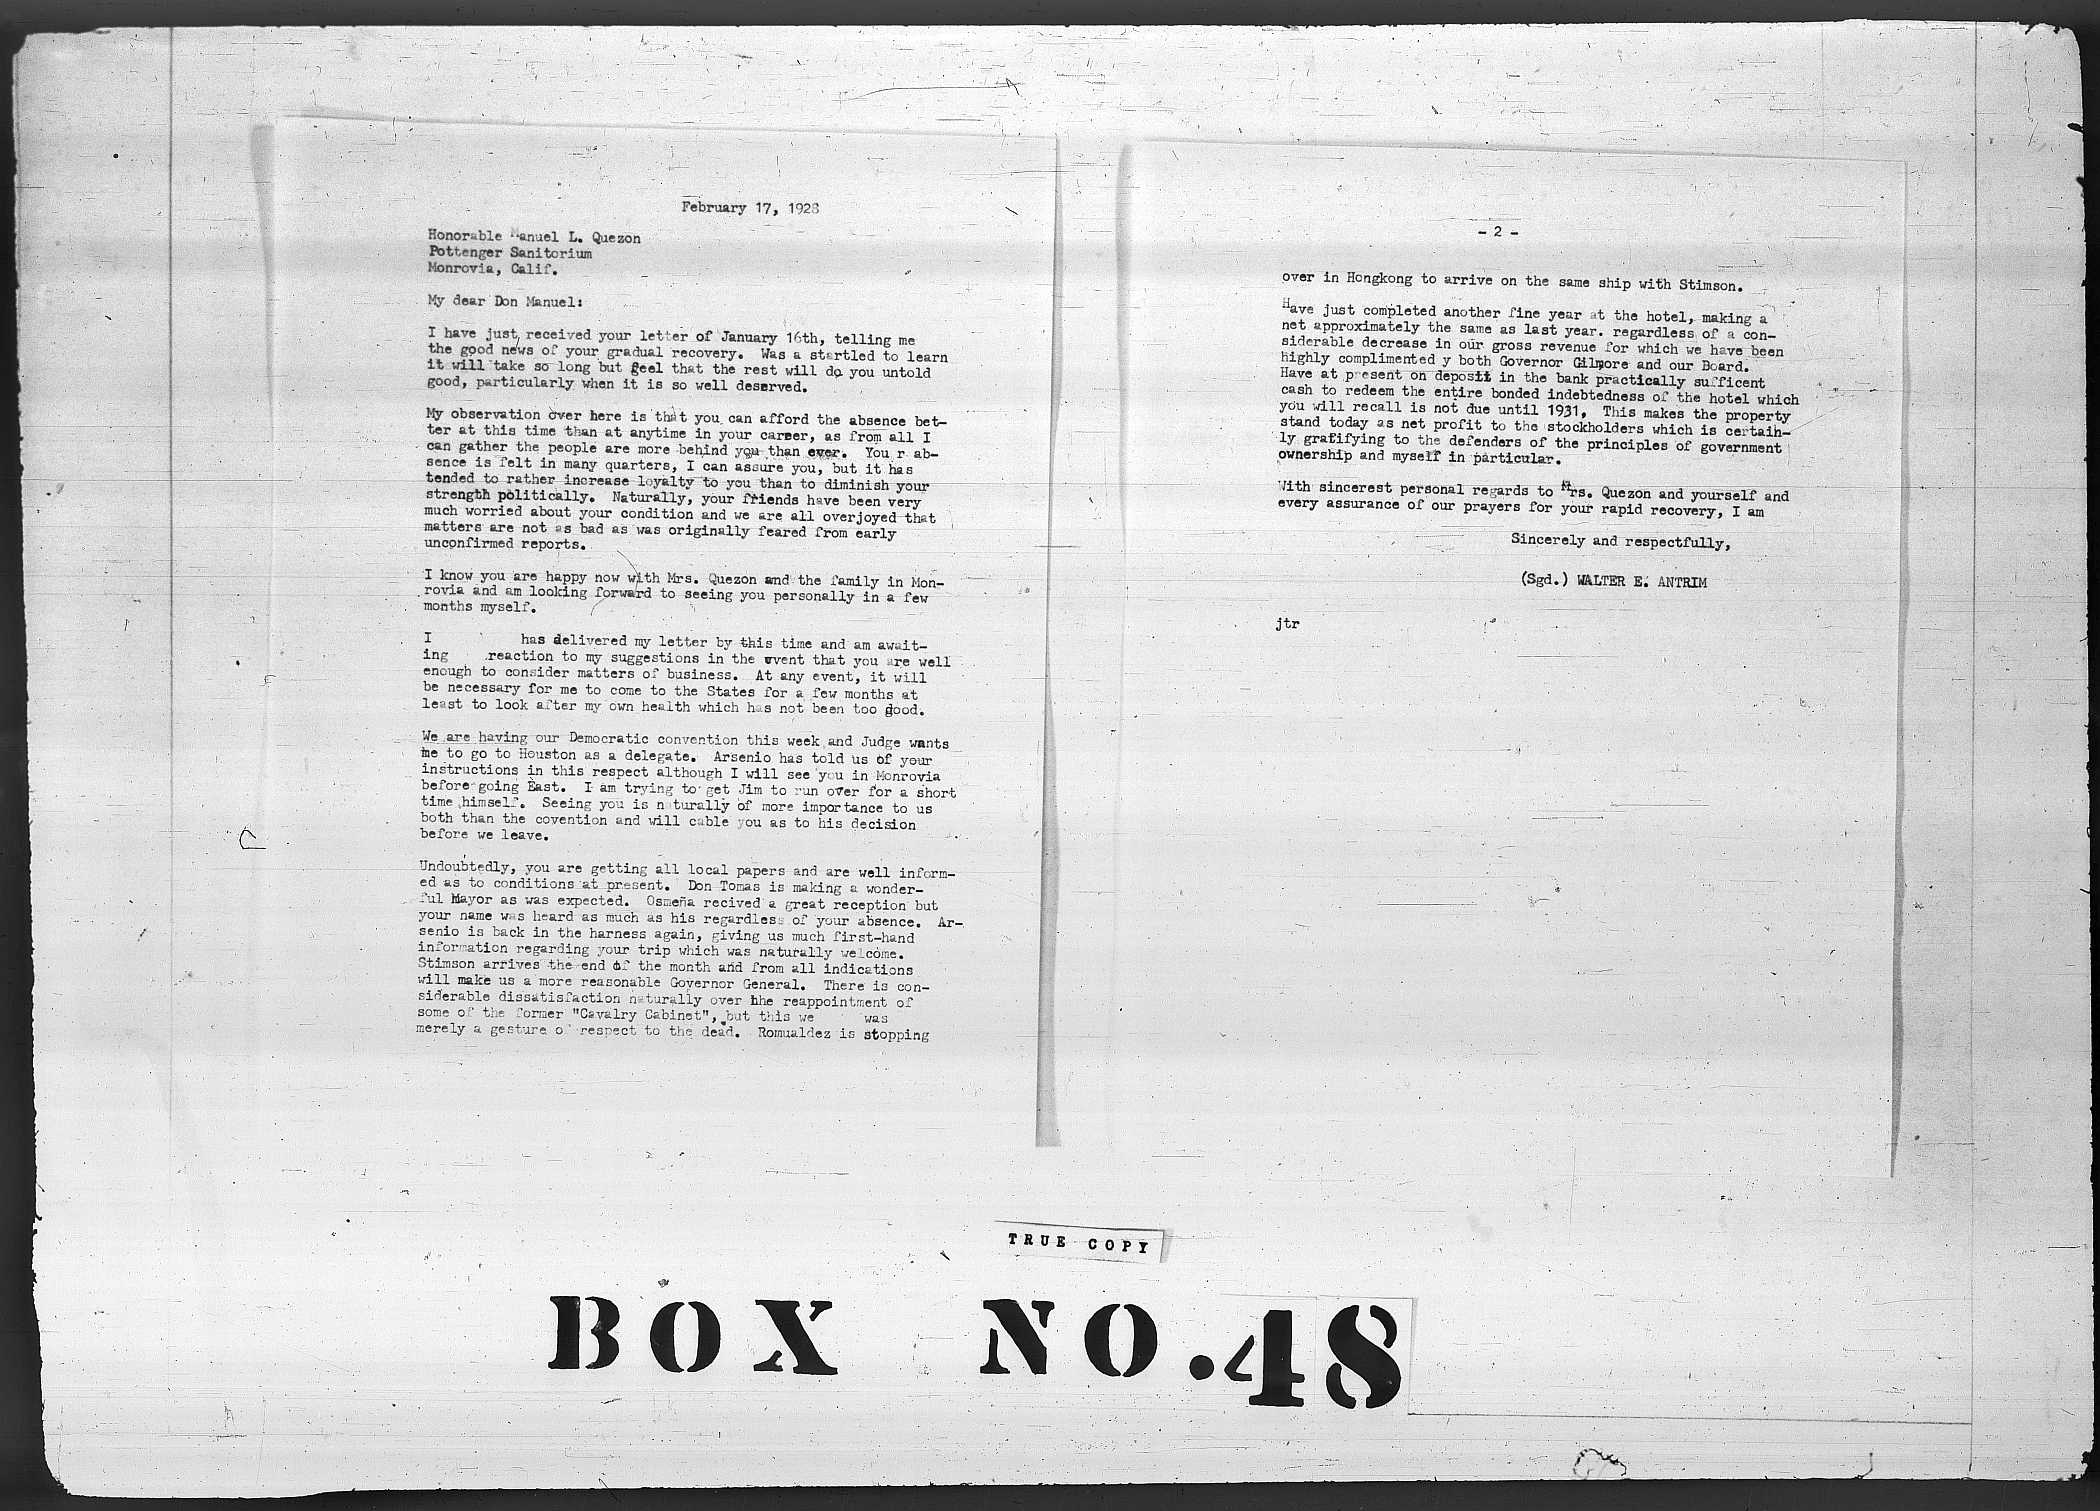 February 17, 1928
Honorable Manuel L. Quezon
Pottenger Sanitorium
Monrovia, Calif.
My dear Don Manuel:
I have just received your letter of January 16th, telling me
the good news of your gradual recovery. Was a startled to learn
it will take so long but feel that the rest will do you untold
good, particularly when it is so well deserved.
My observation over here is that you can afford the absence bet-
ter at this time than at anytime in your career, as from all I
can gather the people are more behind you than ever. You r ab-
sence is felt in many quarters, I can assure you, but it has
tended to rather increase loyalty to you than to diminish your
strength politically. Naturally, your friends have been very
much worried about your condition and we are all overjoyed that
matters are not as bad as was originally feared from early
unconfirmed reports.
I know you are happy now with Mrs. Quezon and the family in Mon-
rovia and am looking forward to seeing you personally in a few
months myself.
I has delivered my letter by this time and am await-
ing reaction to my suggestions in the event that you are well
enough to consider matters of business. At any event, it will
be necessary for me to come to the States for a few months at
least to look after my own health which has not been too good.
We are having our Democratic convention this week and Judge wants
me to go to Houston as a delegate. Arsenio has told us of your
instructions in this respect although I will see you in Monrovia
before going East. I am trying to get Jim to run over for a short
time himself. Seeing you is naturally of more importance to us
both than the covention and will cable you as to his decision
before we leave.
Undoubtedly, you are getting all local papers and are well inform-
ed as to conditions at present. Don Tomas is making a wonder-
ful Mayor as was expected. Osmeña recived a great reception but
your name was heard as much as his regardless of your absence. Ar-
senio is back in the harness again, giving us much first-hand
information regarding your trip which was naturally welcome.
Stimson arrives the end of the month and from all indications
will make us a more reasonable Governor General. There is con-
siderable dissatisfaction naturally over hhe reappointment of
some of the former "Cavalry Cabinet", but this we was
merely a gesture of respect to the dead. Romualdez is stopping
- 2 -
over in Hongkong to arrive on the same ship with Stimson.
Have just completed another fine year at the hotel, making a
net approximately the same as last year. regardless of a con-
siderable decrease in our gross revenue for which we have been
highly complimented y both Governor Gilmore and our Board.
Have at present on deposit in the bank practically sufficent
cash to redeem the entire bonded indebtedness of the hotel which
you will recall is not due until 1931. This makes the property
stand today as net profit to the stockholders which is certain-
ly gratifying to the defenders of the principles of government
ownership and myself in particular.
With sincerest personal regards to Mrs. Quezon and yourself and
every assurance of our prayers for your rapid recovery, I am
Sincerely and respectfully,
(Sgd.) WALTER E. ANTRIM
jtr
TRUE COPY
BOX NO.48